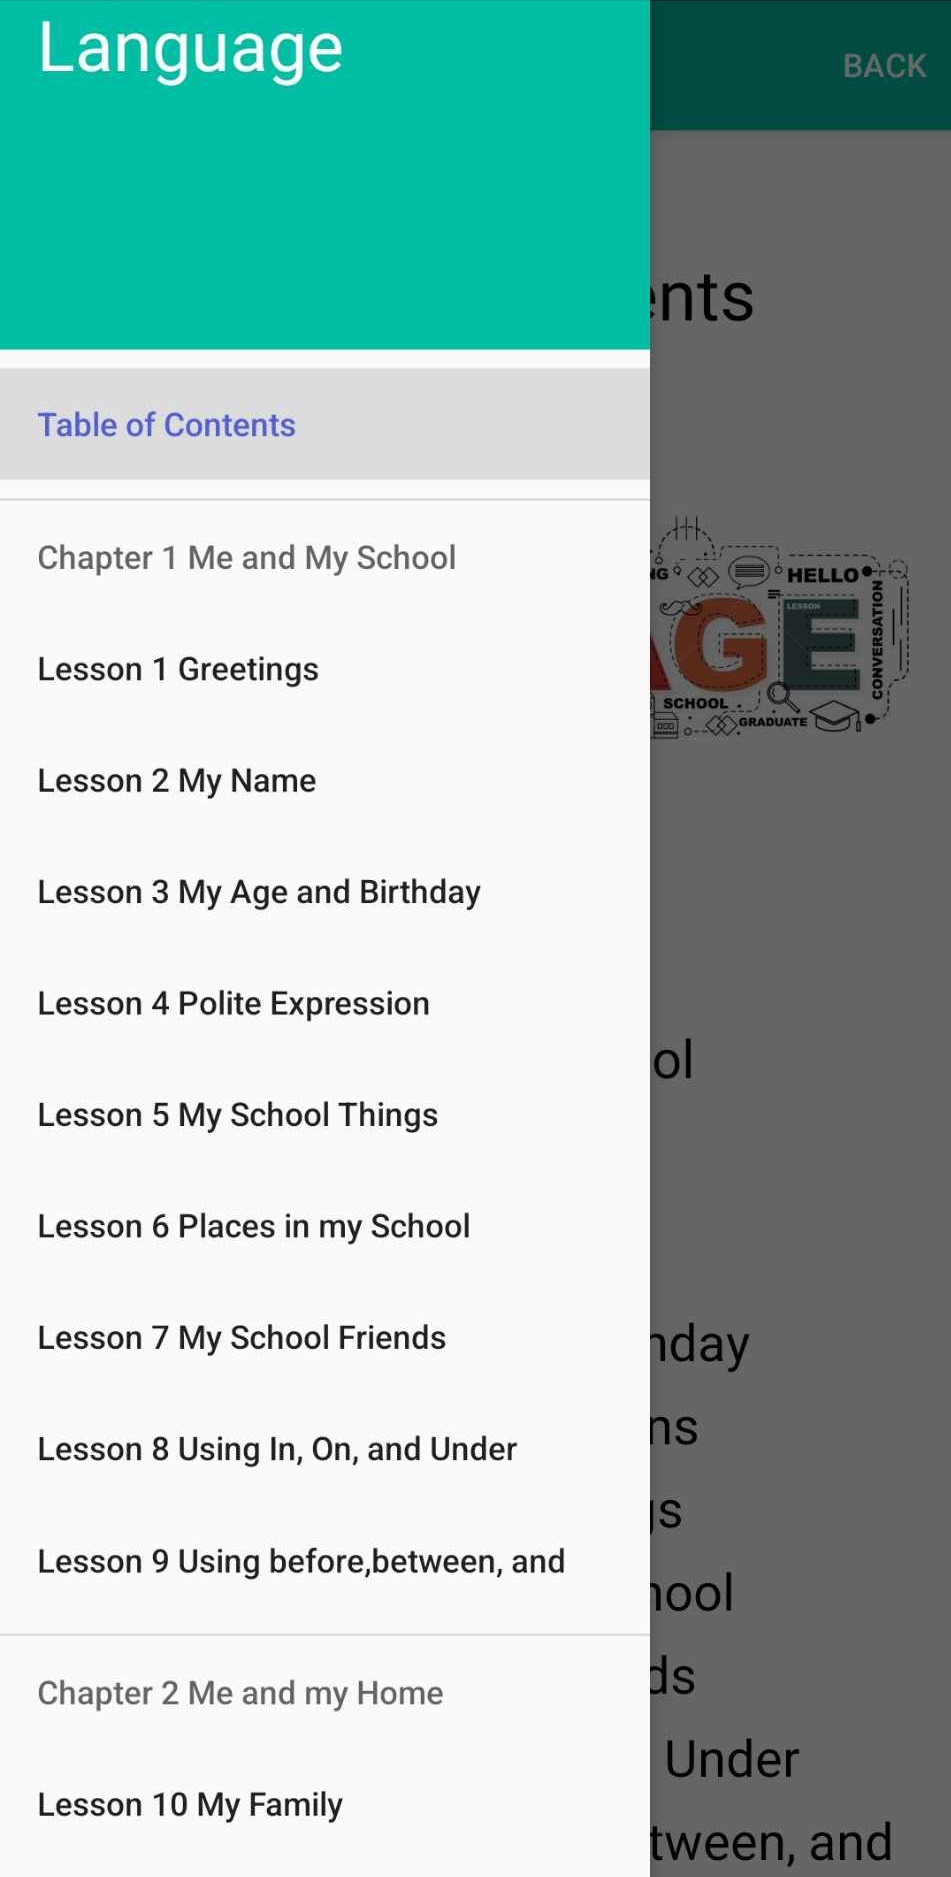 Language
BACK
ents
Table of Contents
Chapter 1 Me and My School
Lesson 1 Greetings
Lesson 2 My Name
Lesson 3 My Age and Birthday
Lesson 4 Polite Expression
Lesson 5 My School Things
Lesson 6 Places in my School
Lesson 7 My School Friends
Lesson 8 Using In, On, and Under
Lesson 9 Using before,between, and
Chapter 2 Me and my Home
Lesson 10 My Family
NG
HELLO
LESSON
GE
CONVERSATION
SCHOOL
GRADUATE
ol
hday
ns
gs
hool
ds
Under
tween, and